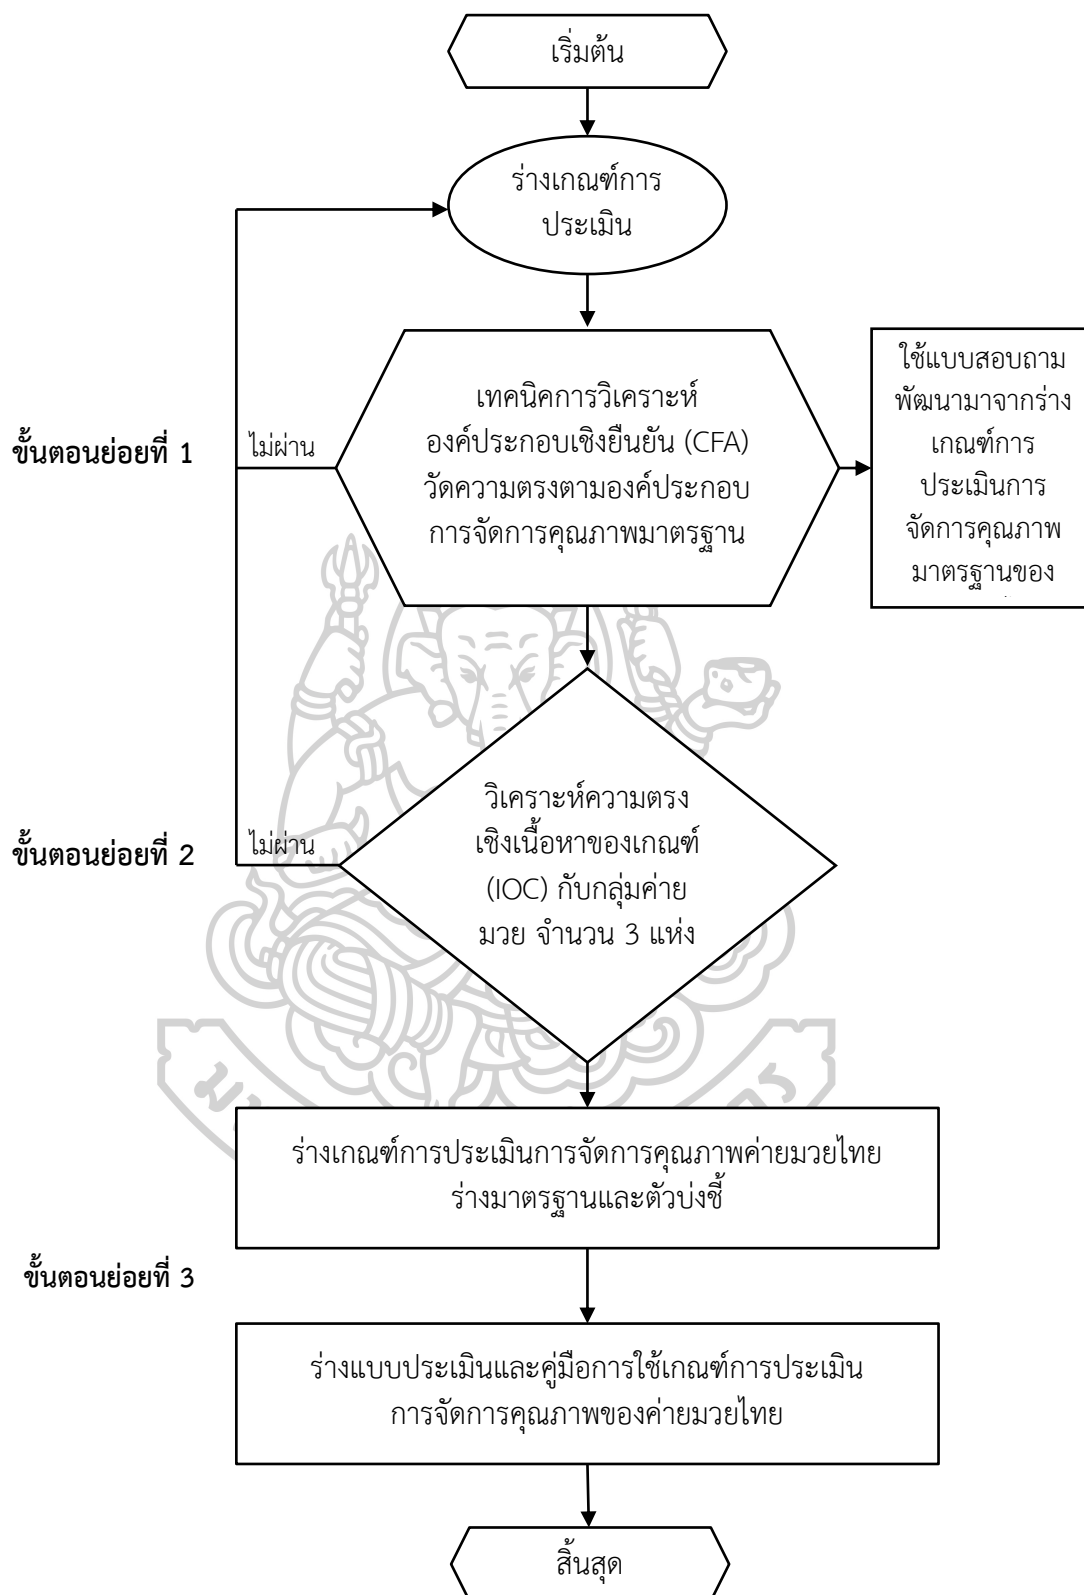 เริ่มต้น
ร่างเกณฑ์การ
ประเมิน
ขั้นตอนย่อยที่ 1
ไม่ผ่าน
เทคนิคการวิเคราะห์
องค์ประกอบเชิงยืนยัน (CFA)
วัดความตรงตามองค์ประกอบ
การจัดการคุณภาพมาตรฐาน
ใช้แบบสอบถาม
พัฒนามาจากร่าง
เกณฑ์การ
ประเมินการ
จัดการคุณภาพ
มาตรฐานของ
ขั้นตอนย่อยที่ 2
ไม่ผ่าน
วิเคราะห์ความตรง
เชิงเนื้อหาของเกณฑ์
(IOC) กับกลุ่มค่าย
มวย จำนวน 3 แห่ง
ร่างเกณฑ์การประเมินการจัดการคุณภาพค่ายมวยไทย
ร่างมาตรฐานและตัวบ่งชี้
ขั้นตอนย่อยที่ 3
ร่างแบบประเมินและคู่มือการใช้เกณฑ์การประเมิน
การจัดการคุณภาพของค่ายมวยไทย
สิ้นสุด